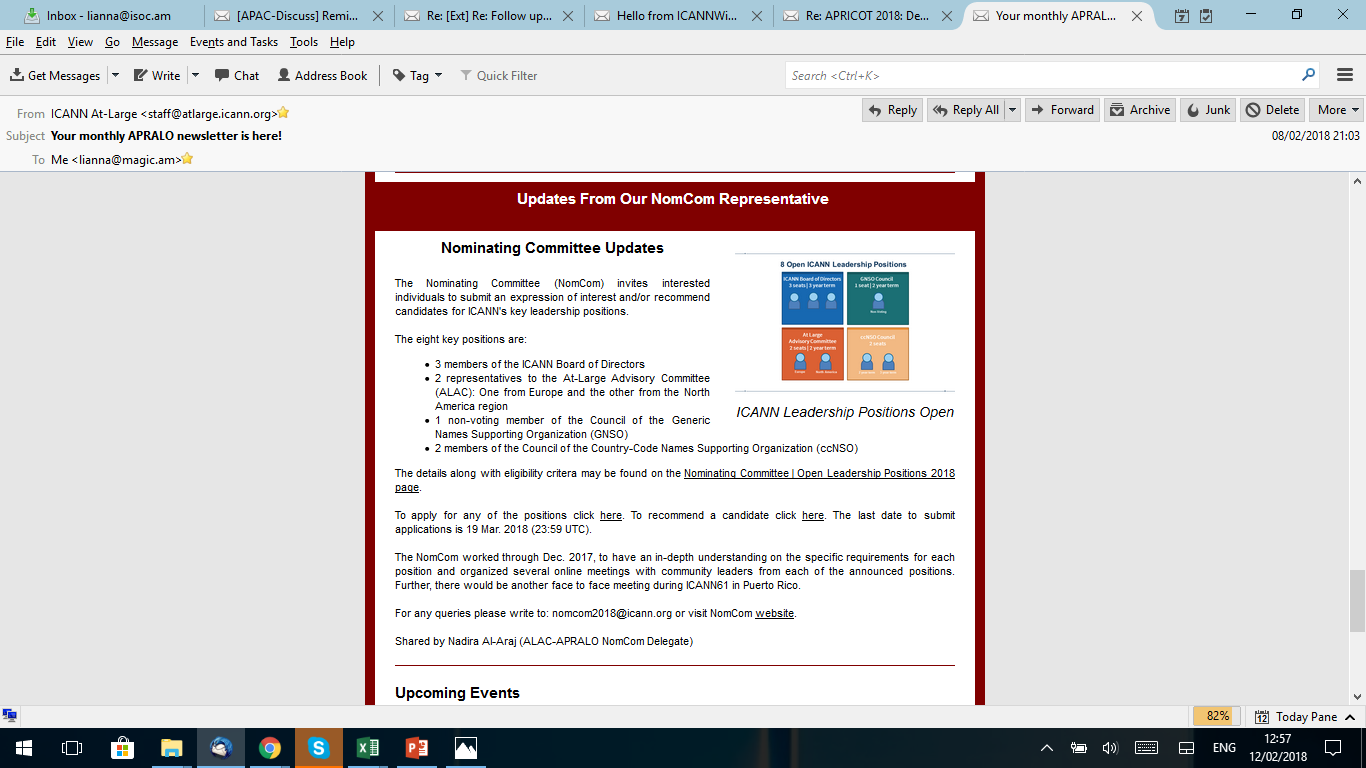 Inbox - lianna@isoc.am
[APAC-Discuss] Remi...
Re: [Ext] Re: Follow up...
Hello from ICANNWi...
Re: APRICOT 2018: De...
Your monthly APRAL...
File Edit View Go Message Events and Tasks Tools Help
Get Messages Write Chat Address Book Tag Quick Filter Search <Ctrl+K>
From ICANN At-Large <staff@atlarge.icann.org>
Reply Reply All Forward Archive Junk Delete More
Subject Your monthly APRALO newsletter is here!
08/02/2018 21:03
To Me <lianna@magic.am>
Updates From Our NomCom Representative
Nominating Committee Updates
The Nominating Committee (NomCom) invites interested
individuals to submit an expression of interest and/or recommend
candidates for ICANN's key leadership positions.
The eight key positions are:
• 3 members of the ICANN Board of Directors
• 2 representatives to the At-Large Advisory Committee
(ALAC): One from Europe and the other from the North
America region
• 1 non-voting member of the Council of the Generic
Names Supporting Organization (GNSO)
• 2 members of the Council of the Country-Code Names Supporting Organization (ccNSO)
8 Open ICANN Leadership Positions
ICANN Board of Directors
3 seats | 3 year term
GNSO Council
1 seat | 2 year term
Non-Voting
At Large
Advisory Committee
seats | 2 year term
Europe North America
ccNSO Council
2 seats
ICANN Leadership Positions Open
The details along with eligibility critera may be found on the Nominating Committee | Open Leadership Positions 2018
page.
To apply for any of the positions click here. To recommend a candidate click here. The last date to submit
applications is 19 Mar. 2018 (23:59 UTC).
The NomCom worked through Dec. 2017, to have an in-depth understanding on the specific requirements for each
position and organized several online meetings with community leaders from each of the announced positions.
Further, there would be another face to face meeting during ICANN61 in Puerto Rico.
For any queries please write to: nomcom2018@icann.org or visit NomCom website.
Shared by Nadira Al-Araj (ALAC-APRALO NomCom Delegate)
Upcoming Events
82% Today Pane
ENG
12:57
12/02/2018